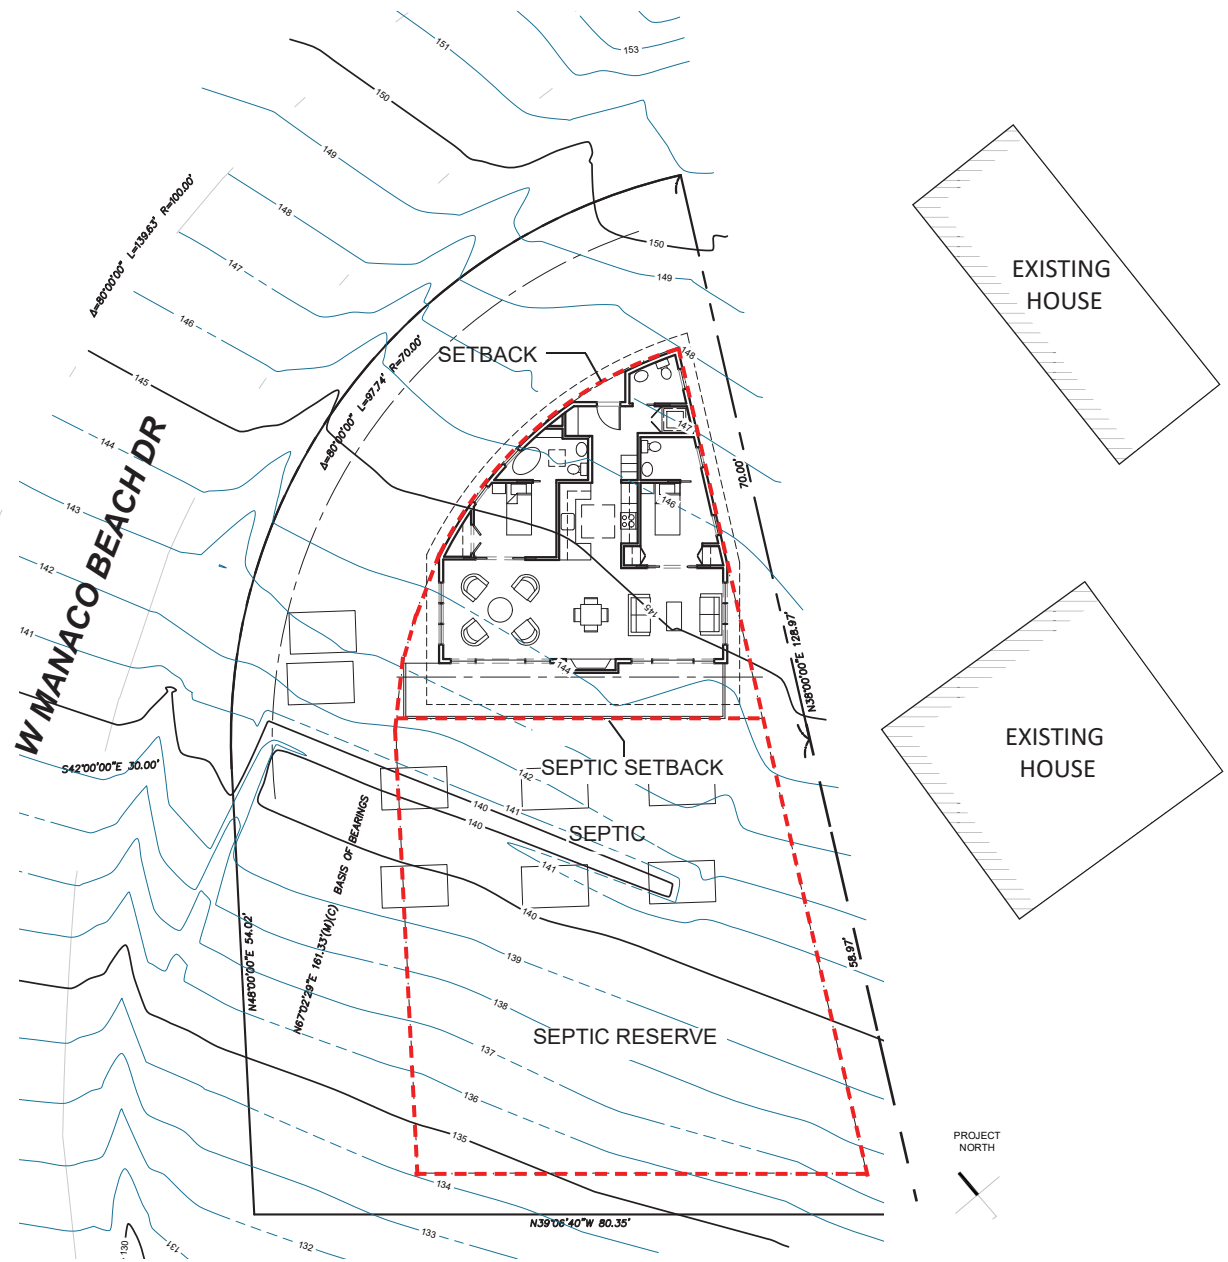 153
151
150
149
148
147
146
145
144
143
142
141
150
149
148
147
146
145
144
142
141
140
140
141
140
139
138
137
136
135
134
133
132
131
130
Δ=80°00'00" L=139.63' R=100.00'
Δ=80°00'00" L=97.74' R=70.00'
W MANACO BEACH DR
SETBACK
EXISTING
HOUSE
70.00'
N38°00'00"E 128.97'
EXISTING
HOUSE
S42°00'00"E 30.00'
SEPTIC SETBACK
SEPTIC
N67°02'29"E 161.33'(M)(C) BASIS OF BEARINGS
N48°00'00"E 54.02'
58.97'
SEPTIC RESERVE
PROJECT
NORTH
N39°06'40"W 80.35'